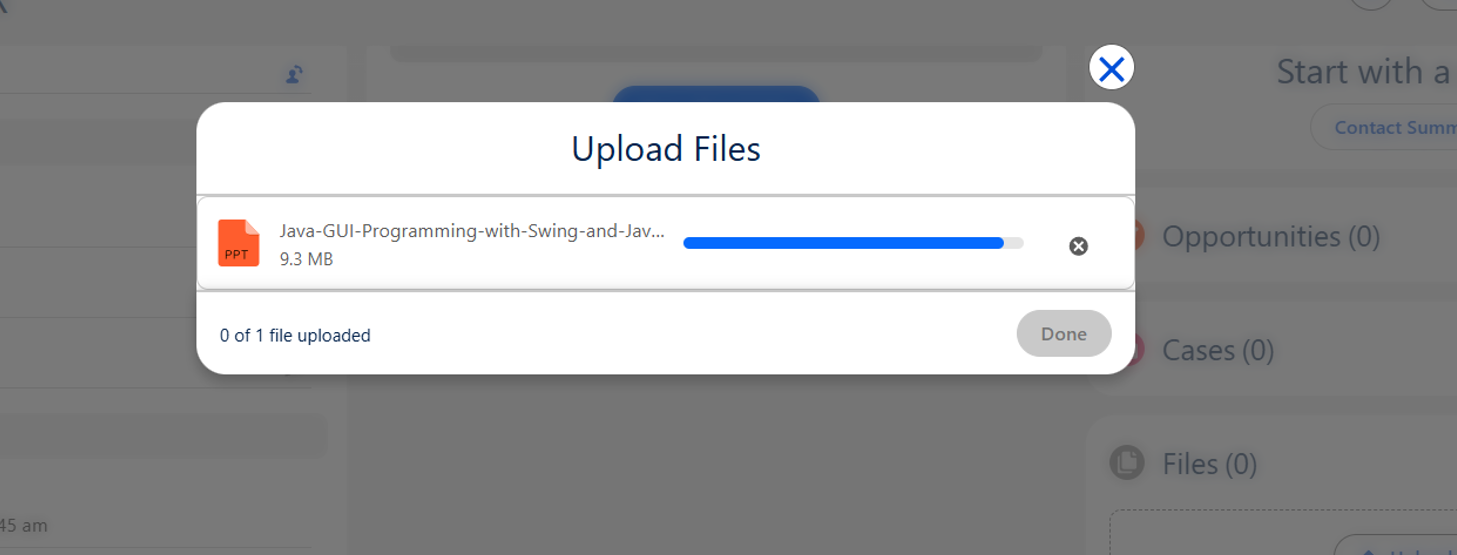 Start with a
Contact Summ
Upload Files
PPT
Java-GUI-Programming-with-Swing-and-Jav...
9.3 MB
0 of 1 file uploaded
Done
Opportunities (0)
Cases (0)
Files (0)
45 am